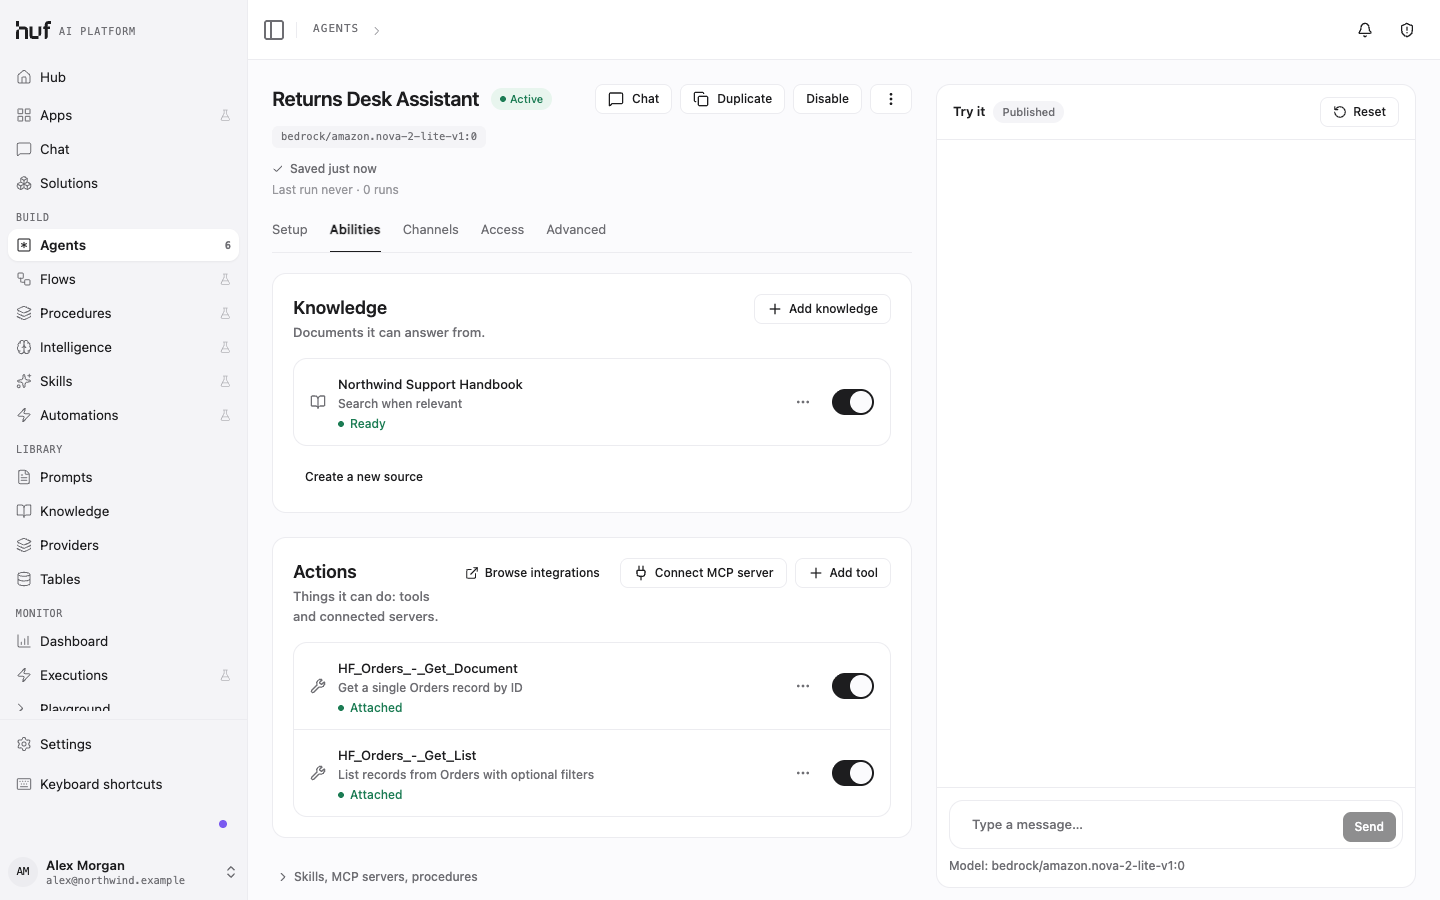 huf AI PLATFORM
Hub
Apps
Chat
Solutions
BUILD
Agents 6
Flows
Procedures
Intelligence
Skills
Automations
LIBRARY
Prompts
Knowledge
Providers
Tables
MONITOR
Dashboard
Executions
Playground
Settings
Keyboard shortcuts
AM
Alex Morgan
alex@northwind.example
AGENTS
Returns Desk Assistant
Active
Chat
Duplicate
Disable
bedrock/amazon.nova-2-lite-v1:0
Saved just now
Last run never · 0 runs
Setup
Abilities
Channels
Access
Advanced
Knowledge
Documents it can answer from.
Add knowledge
Northwind Support Handbook
Search when relevant
Ready
Create a new source
Actions
Things it can do: tools
and connected servers.
Browse integrations
Connect MCP server
Add tool
HF_Orders_-_Get_Document
Get a single Orders record by ID
Attached
HF_Orders_-_Get_List
List records from Orders with optional filters
Attached
Skills, MCP servers, procedures
Try it
Published
Reset
Type a message...
Send
Model: bedrock/amazon.nova-2-lite-v1:0